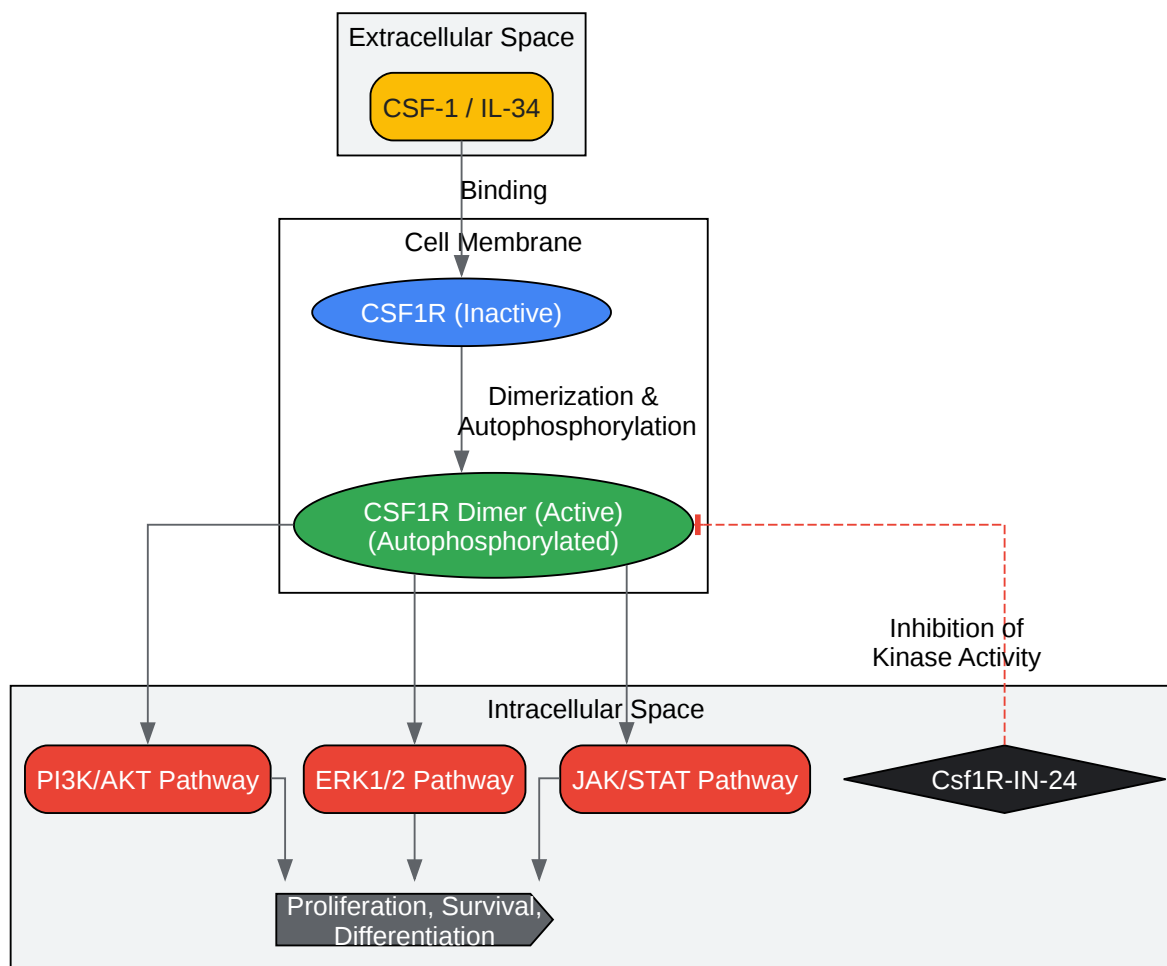 Extracellular Space
CSF-1 / IL-34
Binding
Cell Membrane
CSF1R (Inactive)
Dimerization &
Autophosphorylation
CSF1R Dimer (Active)
(Autophosphorylated)
Inhibition of
Kinase Activity
Intracellular Space
PI3K/AKT Pathway
ERK1/2 Pathway
JAK/STAT Pathway
Csf1R-IN-24
Proliferation, Survival,
Differentiation